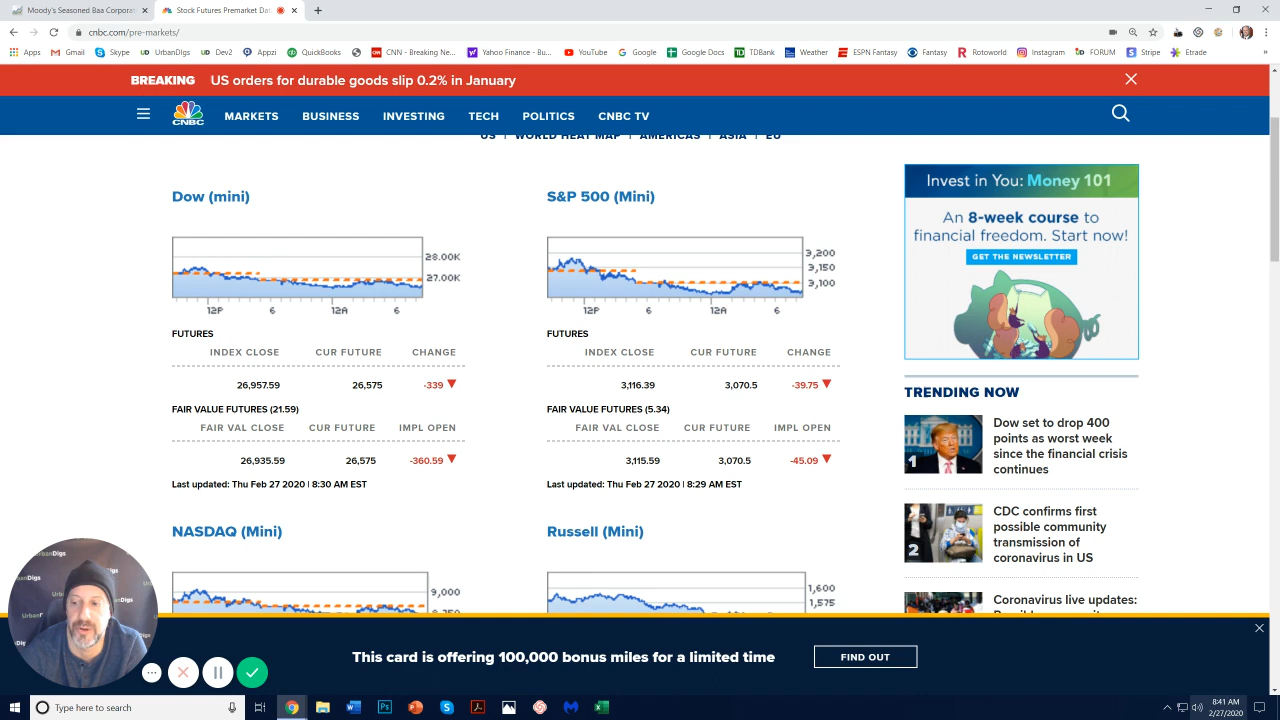 Moody's Seasoned Baa Corporat
Stock Futures Premarket Dat
cnbc.com/pre-markets/
Apps Gmail Skype UrbanDigs Dev2 Appzi QuickBooks CNN - Breaking Ne... Yahoo Finance - Bu... YouTube Google Google Docs TDBank Weather ESPN Fantasy Fantasy Rotoworld Instagram FORUM Stripe Etrade
BREAKING US orders for durable goods slip 0.2% in January
CNBC MARKETS BUSINESS INVESTING TECH POLITICS CNBC TV
US | WORLD HEAT MAP | AMERICAS | ASIA | EU
Dow (mini)
28.00K
27.00K
12P 6 12A 6
FUTURES
INDEX CLOSE CUR FUTURE CHANGE
26,957.59 26,575 -339
FAIR VALUE FUTURES (21.59)
FAIR VAL CLOSE CUR FUTURE IMPL OPEN
26,935.59 26,575 -360.59
Last updated: Thu Feb 27 2020 | 8:30 AM EST
S&P 500 (Mini)
3,200
3,150
3,100
12P 6 12A 6
FUTURES
INDEX CLOSE CUR FUTURE CHANGE
3,116.39 3,070.5 -39.75
FAIR VALUE FUTURES (5.34)
FAIR VAL CLOSE CUR FUTURE IMPL OPEN
3,115.59 3,070.5 -45.09
Last updated: Thu Feb 27 2020 | 8:29 AM EST
NASDAQ (Mini)
9,000
Russell (Mini)
1,600
1,575
Invest in You: Money 101
An 8-week course to
financial freedom. Start now!
GET THE NEWSLETTER
TRENDING NOW
1
Dow set to drop 400
points as worst week
since the financial crisis
continues
2
CDC confirms first
possible community
transmission of
coronavirus in US
Coronavirus live updates:
UrbanDigs
This card is offering 100,000 bonus miles for a limited time
FIND OUT
Type here to search
8:41 AM
2/27/2020